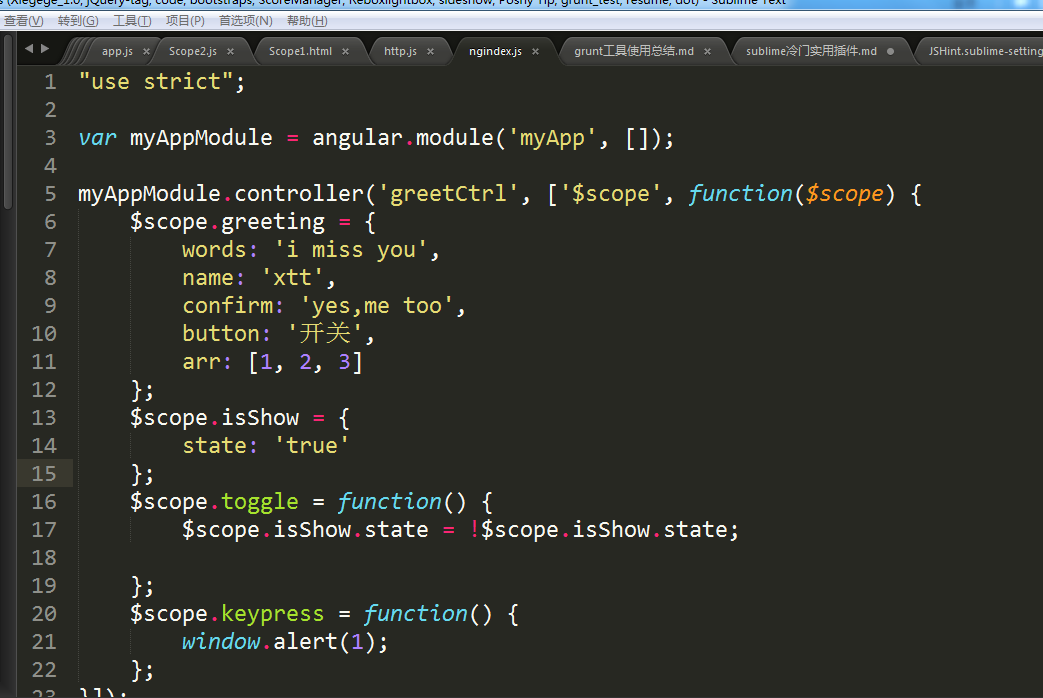 s (Xiegege_1.0, jQuery-tag, code, bootstraps, ScoreManager, Reboxlightbox, sideshow, Poshy Tip, grunt_test, resume, dot) - Sublime Text
查看(V) 转到(G) 工具(T) 项目(P) 首选项(N) 帮助(H)
app.js × Scope2.js × Scope1.html × http.js × ngindex.js × grunt工具使用总结.md × sublime冷门实用插件.md JSHint.sublime-setting
1 "use strict";
2
3 var myAppModule = angular.module('myApp', []);
4
5 myAppModule.controller('greetCtrl', ['$scope', function($scope) {
6 $scope.greeting = {
7 words: 'i miss you',
8 name: 'xtt',
9 confirm: 'yes,me too',
10 button: '开关',
11 arr: [1, 2, 3]
12 };
13 $scope.isShow = {
14 state: 'true'
15 };
16 $scope.toggle = function() {
17 $scope.isShow.state = !$scope.isShow.state;
18
19 };
20 $scope.keypress = function() {
21 window.alert(1);
22 };
23 }]);